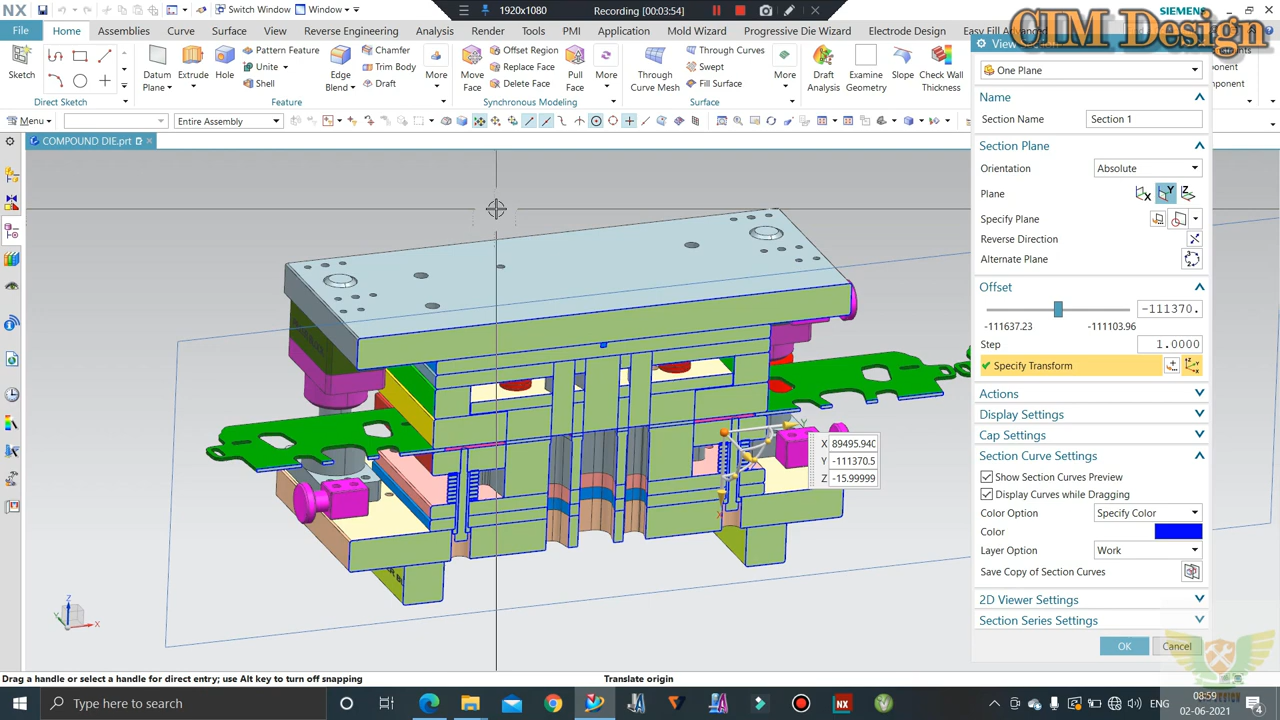 NX
Switch Window
Window
1920x1080
Recording [00:03:54]
SIEMENS
CIM Design
File
Home
Assemblies
Curve
Surface
View
Reverse Engineering
Analysis
Render
Tools
PMI
Application
Mold Wizard
Progressive Die Wizard
Electrode Design
Easy Fill Advanced
Sketch
Direct Sketch
Datum Plane
Extrude
Hole
Pattern Feature
Unite
Shell
Edge Blend
Chamfer
Trim Body
Draft
More
Feature
Move Face
Offset Region
Replace Face
Delete Face
Pull Face
More
Synchronous Modeling
Through Curve Mesh
Through Curves
Swept
Fill Surface
More
Surface
Draft Analysis
Examine Geometry
Slope
Check Wall Thickness
Menu
Entire Assembly
COMPOUND DIE.prt
One Plane
Name
Section Name
Section 1
Section Plane
Orientation
Absolute
Plane
Specify Plane
Reverse Direction
Alternate Plane
Offset
-111370.
-111637.23
-111103.96
Step
1.0000
Specify Transform
Actions
Display Settings
Cap Settings
Section Curve Settings
Show Section Curves Preview
Display Curves while Dragging
Color Option
Specify Color
Color
Layer Option
Work
Save Copy of Section Curves
2D Viewer Settings
Section Series Settings
OK
Cancel
X 89495.940
Y -111370.5
Z -15.99999
Z
Y
X
Drag a handle or select a handle for direct entry; use Alt key to turn off snapping
Translate origin
Type here to search
ENG
08:59
02-06-2021